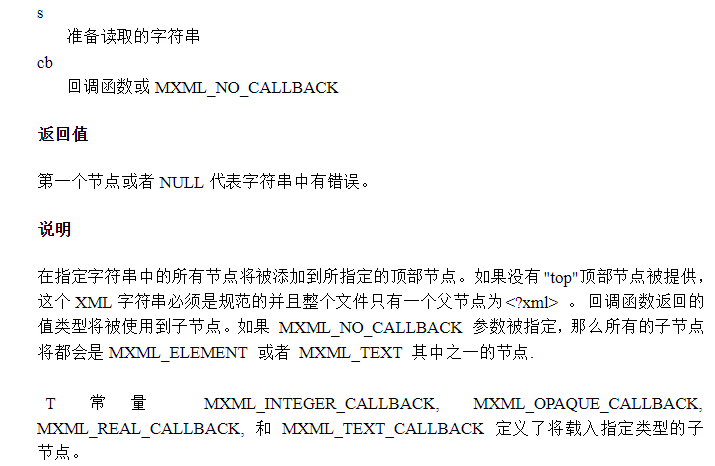 s
准备读取的字符串
cb
回调函数或 MXML_NO_CALLBACK
返回值
第一个节点或者 NULL 代表字符串中有错误。
说明
在指定字符串中的所有节点将被添加到所指定的顶部节点。如果没有"top"顶部节点被提供，
这个 XML 字符串必须是规范的并且整个文件只有一个父节点为<?xml> 。 回调函数返回的
值类型将被使用到子节点。如果 MXML_NO_CALLBACK 参数被指定，那么所有的子节点
将都会是 MXML_ELEMENT 或者 MXML_TEXT 其中之一的节点.
T 常量 MXML_INTEGER_CALLBACK, MXML_OPAQUE_CALLBACK,
MXML_REAL_CALLBACK, 和 MXML_TEXT_CALLBACK 定义了将载入指定类型的子
节点。